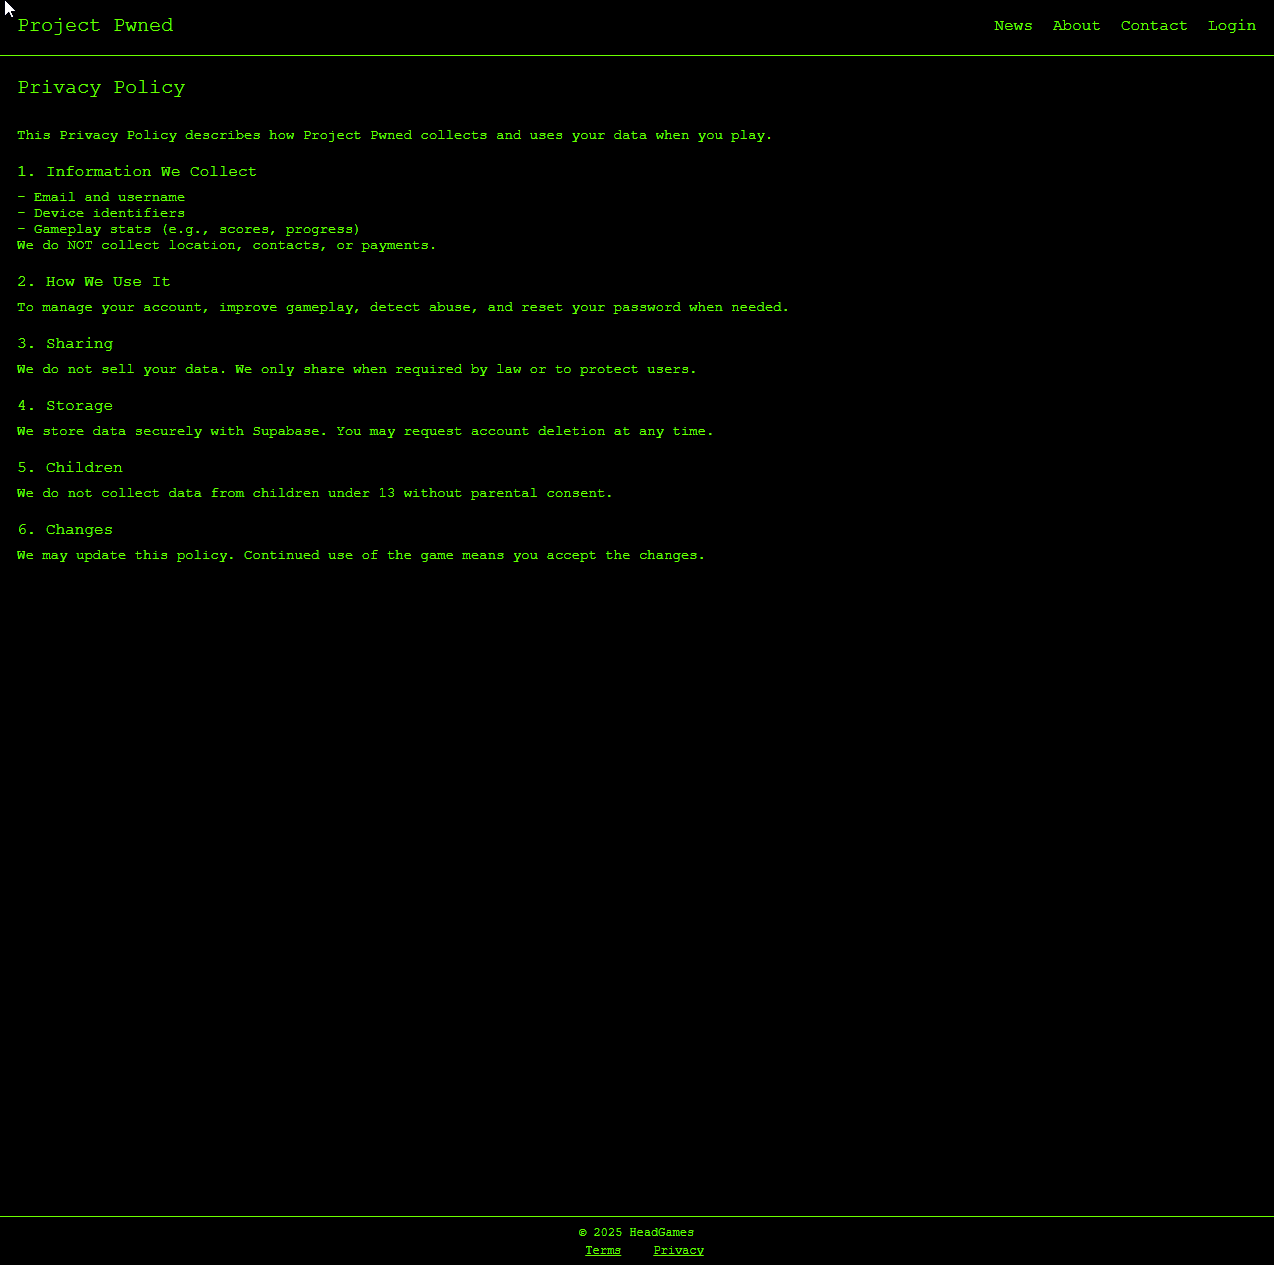 Project Pwned
News About Contact Login
Privacy Policy
This Privacy Policy describes how Project Pwned collects and uses your data when you play.
1. Information We Collect
- Email and username
- Device identifiers
- Gameplay stats (e.g., scores, progress)
We do NOT collect location, contacts, or payments.
2. How We Use It
To manage your account, improve gameplay, detect abuse, and reset your password when needed.
3. Sharing
We do not sell your data. We only share when required by law or to protect users.
4. Storage
We store data securely with Supabase. You may request account deletion at any time.
5. Children
We do not collect data from children under 13 without parental consent.
6. Changes
We may update this policy. Continued use of the game means you accept the changes.
© 2025 HeadGames
Terms Privacy